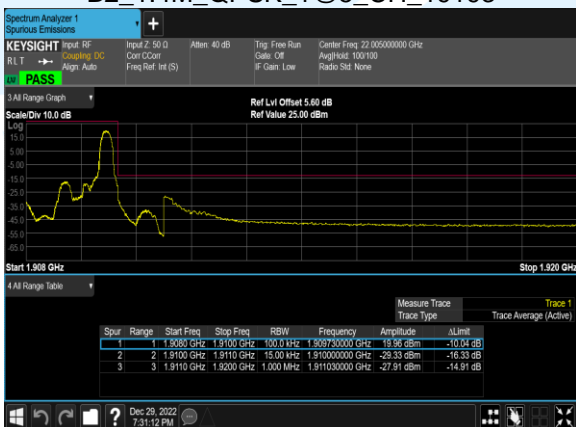 Spectrum Analyzer 1
Spurious Emissions
KEYSIGHT Input: RF Input Z: 50 Ω Atten: 40 dB Trig: Free Run Center Freq: 22.005000000 GHz
RLT Coupling: DC Corr CCorr Gate: Off Avg|Hold: 100/100
Align: Auto Freq Ref: Int (S) IF Gain: Low Radio Std: None
PASS
3 All Range Graph
Ref Lvl Offset 5.60 dB
Scale/Div 10.0 dB Ref Value 25.00 dBm
Log
15.0
5.00
-5.00
-15.0
-25.0
-35.0
-45.0
-55.0
-65.0
Start 1.908 GHz Stop 1.920 GHz
4 All Range Table
Measure Trace Trace 1
Trace Type Trace Average (Active)
Spur Range Start Freq Stop Freq RBW Frequency Amplitude ΔLimit
1 1 1.9080 GHz 1.9100 GHz 100.0 kHz 1.909730000 GHz 19.96 dBm -10.04 dB
2 2 1.9100 GHz 1.9110 GHz 15.00 kHz 1.910000000 GHz -29.33 dBm -16.33 dB
3 3 1.9110 GHz 1.9200 GHz 1.000 MHz 1.911030000 GHz -27.91 dBm -14.91 dB
Dec 29, 2022
7:31:12 PM